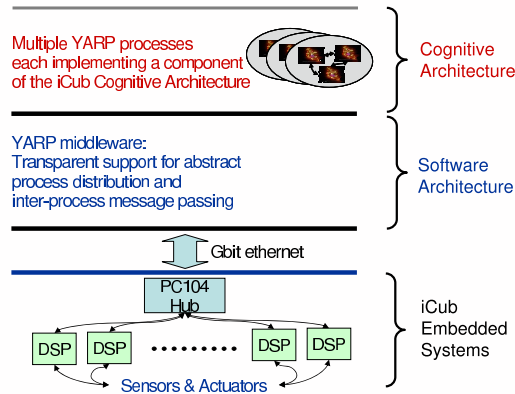 Multiple YARP processes
each implementing a component
of the iCub Cognitive Architecture
Cognitive
Architecture
YARP middleware:
Transparent support for abstract
process distribution and
inter-process message passing
Software
Architecture
Gbit ethernet
PC104
Hub
DSP
DSP
DSP
DSP
Sensors & Actuators
iCub
Embedded
Systems